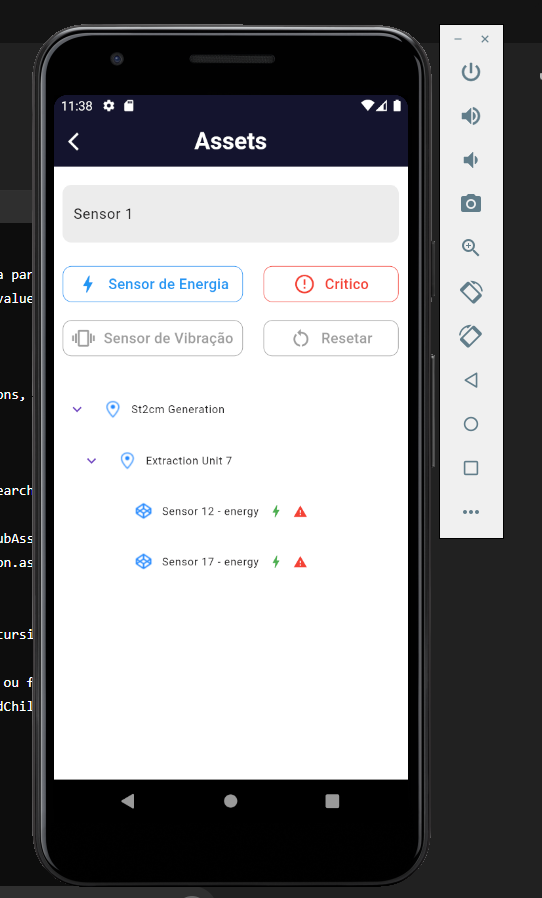 11:38
Assets
Sensor 1
Sensor de Energia
Critico
Sensor de Vibração
Resetar
St2cm Generation
Extraction Unit 7
Sensor 12 - energy
Sensor 17 - energy
a par
value
ons,
earch
ubAss
on.as
cursi
ou f
dChil